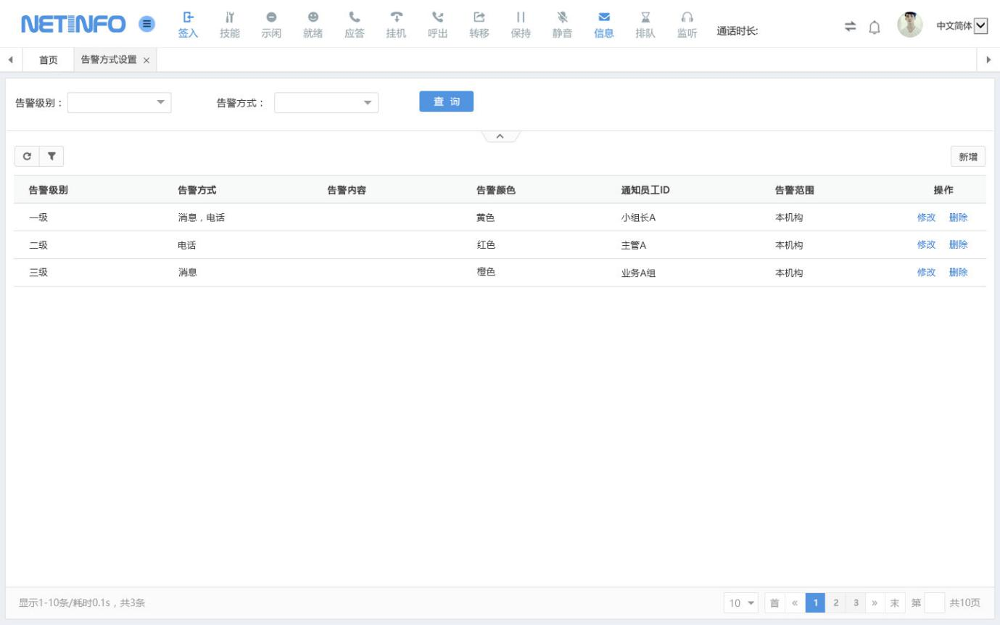 NETINFO 签入 技能 示闲 就绪 应答 挂机 呼出 转移 保持 静音 信息 排队 监听 通话时长: 中文简体
首页 告警方式设置 ×
告警级别： 告警方式： 查 询
新增
告警级别 告警方式 告警内容 告警颜色 通知员工ID 告警范围 操作
一级 消息，电话 黄色 小组长A 本机构 修改 删除
二级 电话 红色 主管A 本机构 修改 删除
三级 消息 橙色 业务A组 本机构 修改 删除
显示1-10条/耗时0.1s，共3条 10 首 « 1 2 3 » 末 第 共10页